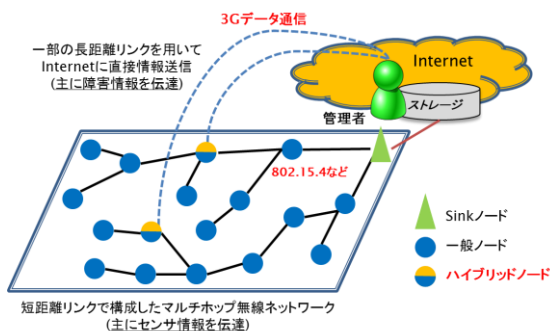 3Gデータ通信
一部の長距離リンクを用いて
Internetに直接情報送信
(主に障害情報を伝達)
Internet
ストレージ
管理者
802.15.4など
Sinkノード
一般ノード
ハイブリッドノード
短距離リンクで構成したマルチホップ無線ネットワーク
(主にセンサ情報を伝達)